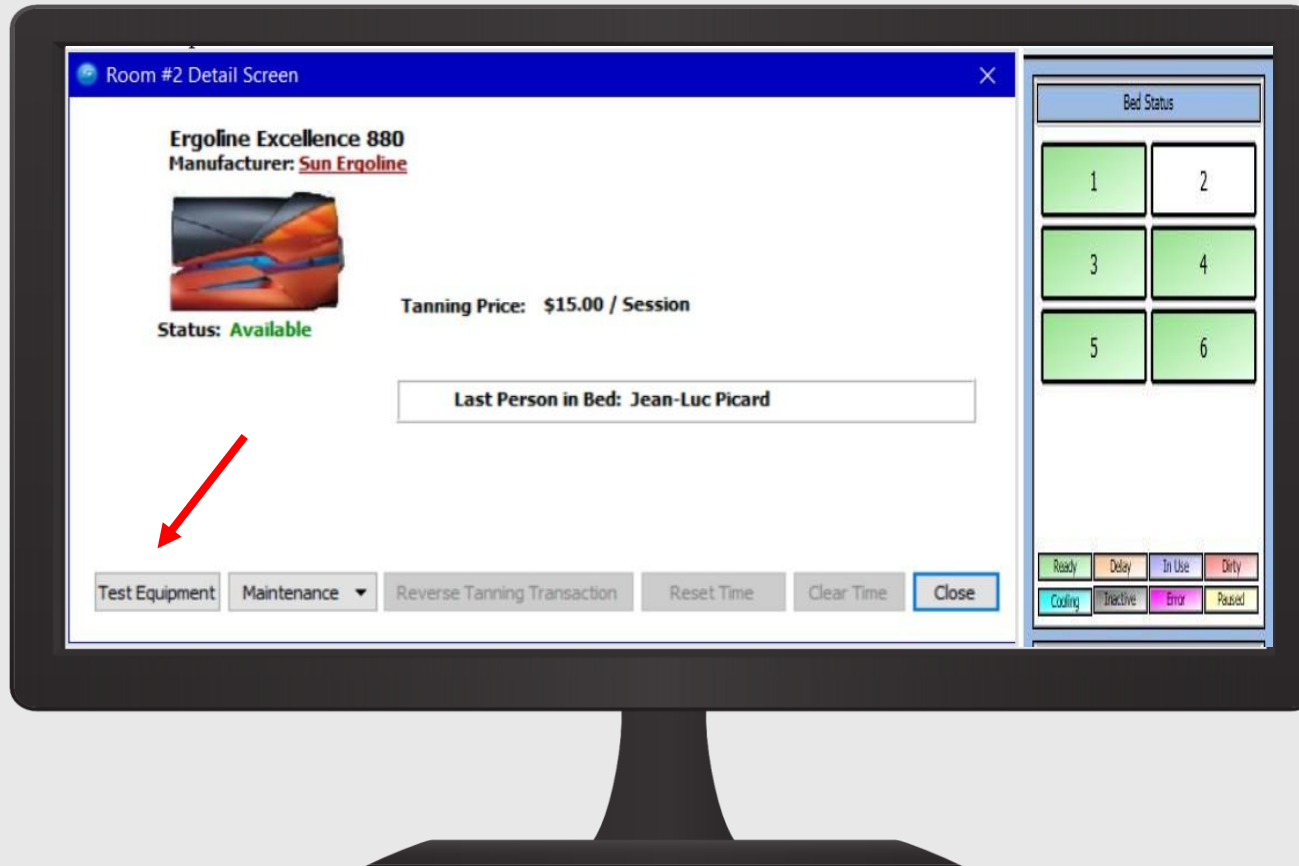 Room #2 Detail Screen
Ergoline Excellence 880
Manufacturer: Sun Ergoline
Status: Available
Tanning Price: $15.00 / Session
Last Person in Bed: Jean-Luc Picard
Test Equipment Maintenance Reverse Tanning Transaction Reset Time Clear Time Close
Bed Status
1 2
3 4
5 6
Ready Delay In Use Dirty
Cooling Inactive Error Paused